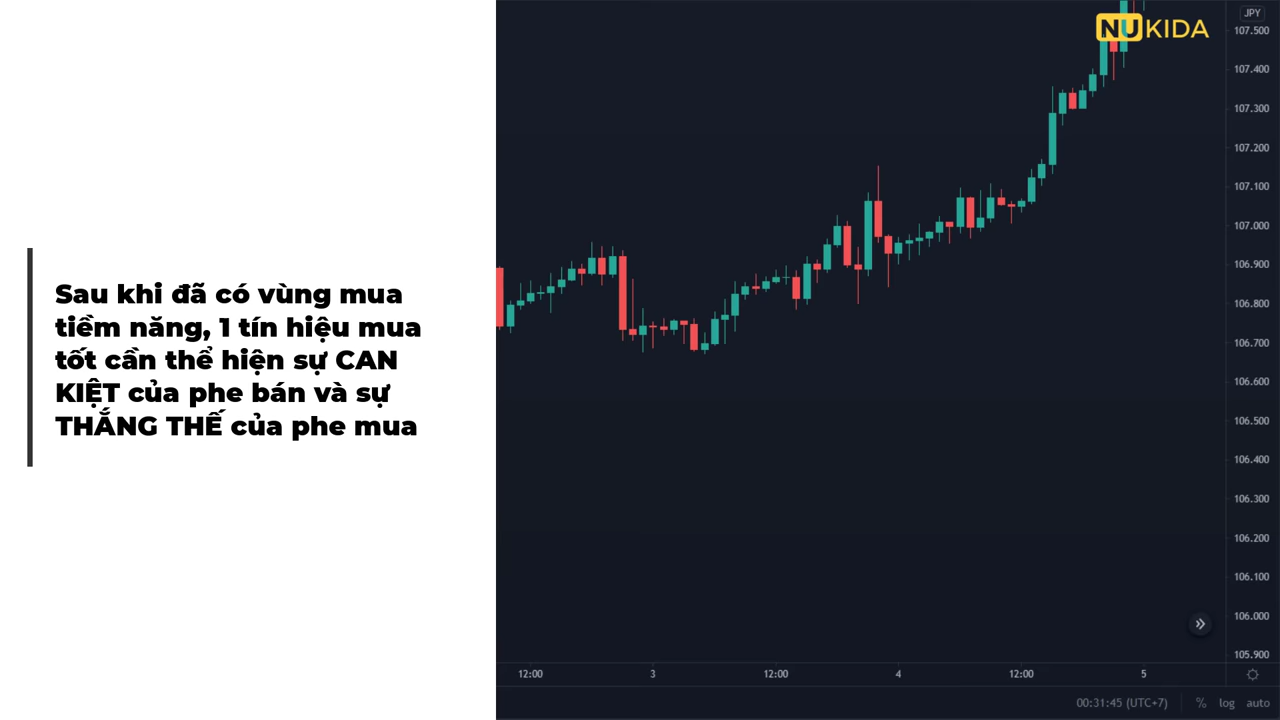 Sau khi đã có vùng mua
tiềm năng, 1 tín hiệu mua
tốt cần thể hiện sự CẠN
KIỆT của phe bán và sự
THẮNG THẾ của phe mua
NUKIDA
JPY
107.500
107.400
107.300
107.200
107.100
107.000
106.900
106.800
106.700
106.600
106.500
106.400
106.300
106.200
106.100
106.000
105.900
12:00 3 12:00 4 12:00 5
00:31:45 (UTC+7) % log auto